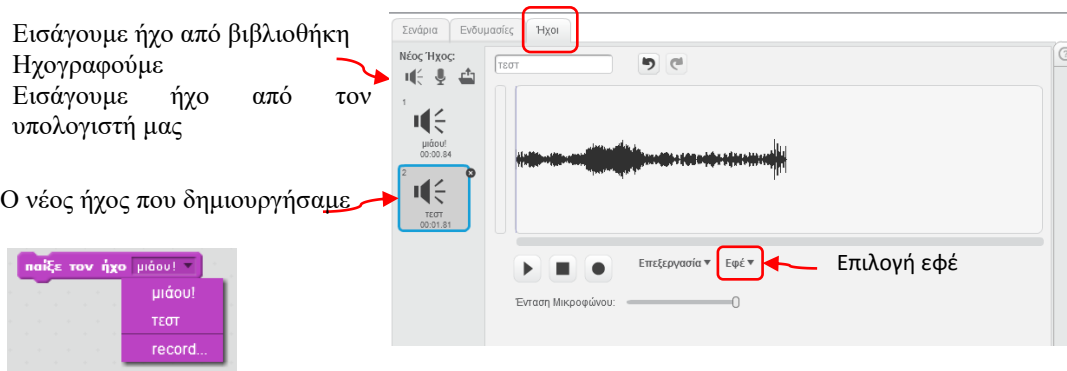 Εισάγουμε ήχο από βιβλιοθήκη
Ηχογραφούμε
Εισάγουμε ήχο από τον
υπολογιστή μας
Ο νέος ήχος που δημιουργήσαμε
παίξε τον ήχο μιάου!
μιάου!
τεστ
record...
Σενάρια Ενδυμασίες Ήχοι
Νέος Ήχος:
τεστ
1
μιάου!
00:00.84
2
τεστ
00:01.81
Επεξεργασία Εφέ
Επιλογή εφέ
Ένταση Μικροφώνου: